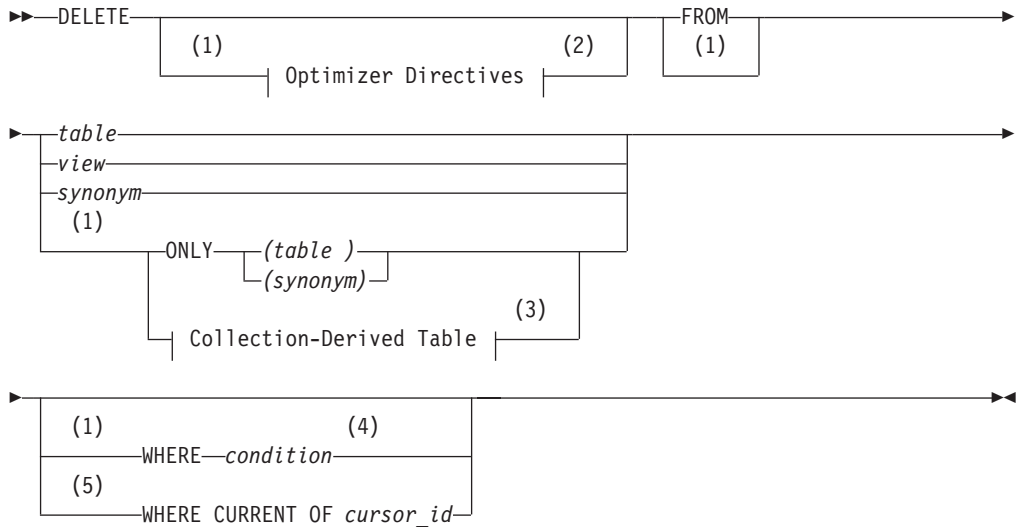 DELETE FROM
(1) (2) (1)
Optimizer Directives
table
view
synonym
(1)
ONLY (table )
(synonym)
(3)
Collection-Derived Table
(1) (4)
WHERE condition
(5)
WHERE CURRENT OF cursor_id